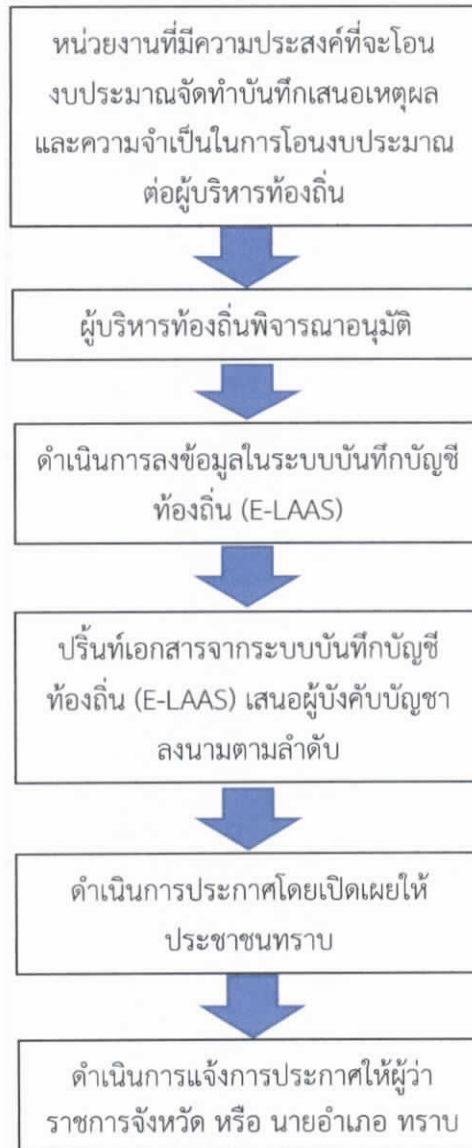 หน่วยงานที่มีความประสงค์ที่จะโอน
งบประมาณจัดทำบันทึกเสนอเหตุผล
และความจำเป็นในการโอนงบประมาณ
ต่อผู้บริหารท้องถิ่น
ผู้บริหารท้องถิ่นพิจารณาอนุมัติ
ดำเนินการลงข้อมูลในระบบบันทึกบัญชี
ท้องถิ่น (E-LAAS)
ปริ้นท์เอกสารจากระบบบันทึกบัญชี
ท้องถิ่น (E-LAAS) เสนอผู้บังคับบัญชา
ลงนามตามลำดับ
ดำเนินการประกาศโดยเปิดเผยให้
ประชาชนทราบ
ดำเนินการแจ้งการประกาศให้ผู้ว่า
ราชการจังหวัด หรือ นายอำเภอ ทราบ